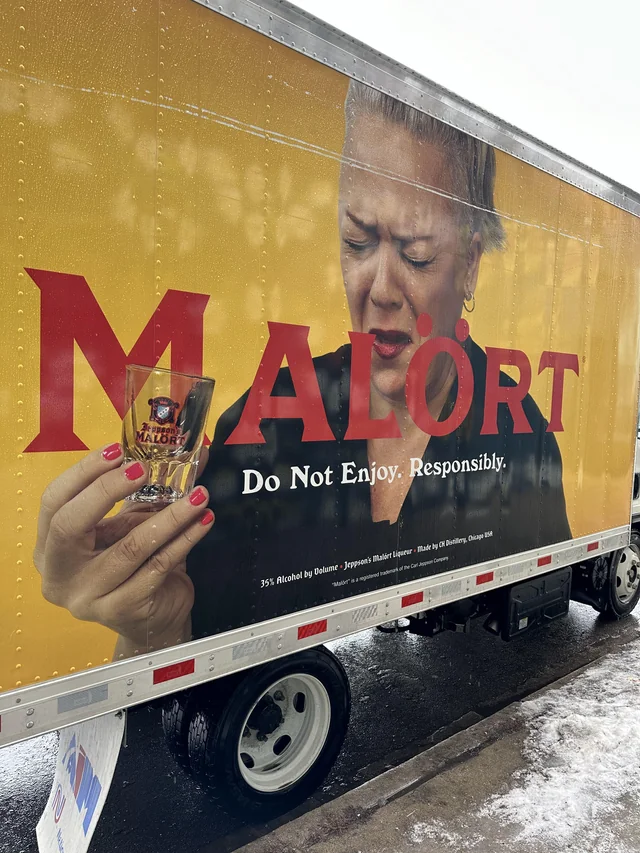 MALÖRT
Jeppson's
MALÖRT
Do Not Enjoy. Responsibly.
35% Alcohol by Volume • Jeppson's Malört Liqueur • Made by CH Distillery, Chicago USA
"Malört" is a registered trademark of the Carl Jeppson Company